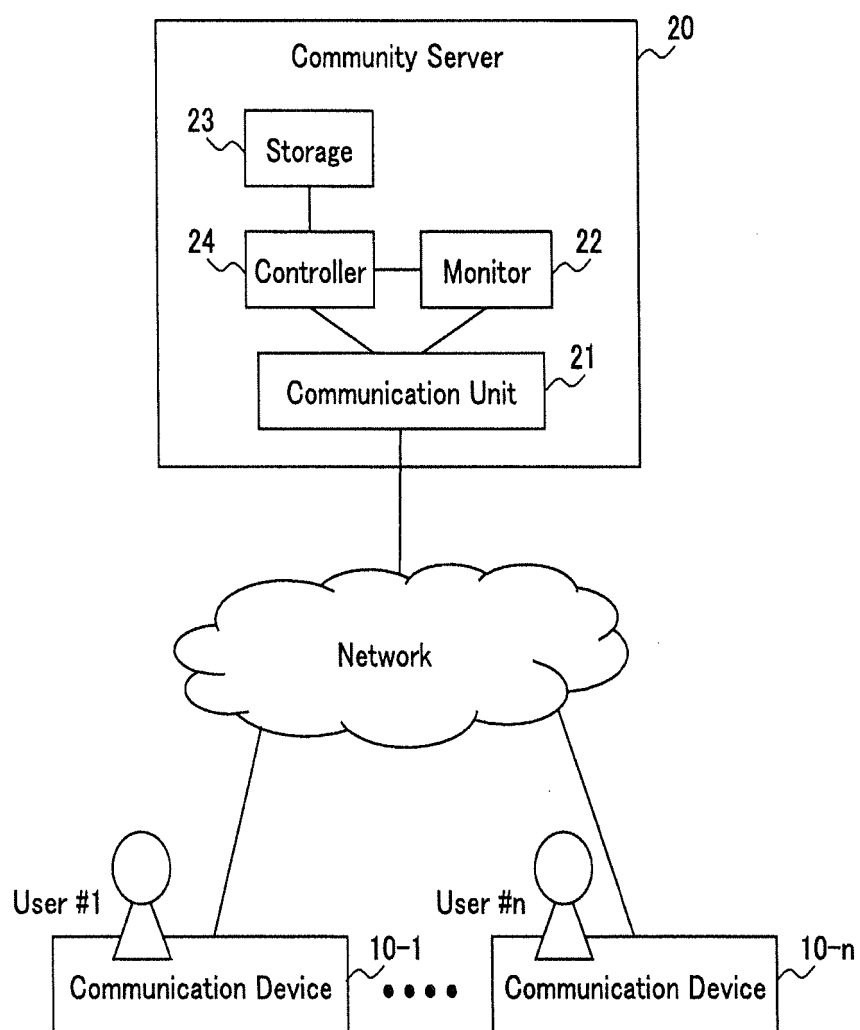 20
Community Server
23
Storage
24
Controller
22
Monitor
21
Communication Unit
Network
User #1
User #n
10-1
10-n
Communication Device
Communication Device